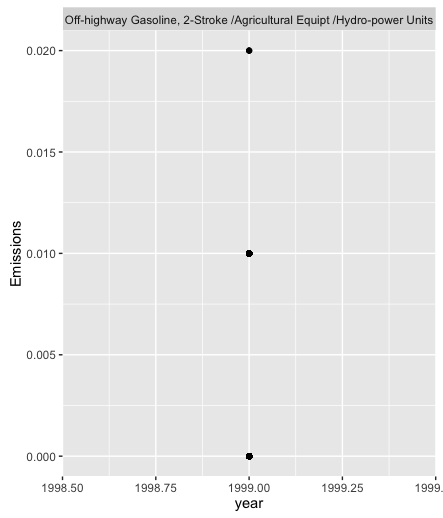 Off-highway Gasoline, 2-Stroke /Agricultural Equipt /Hydro-power Units
0.020
0.015
0.010
0.005
0.000
Emissions
1998.50 1998.75 1999.00 1999.25 1999.
year